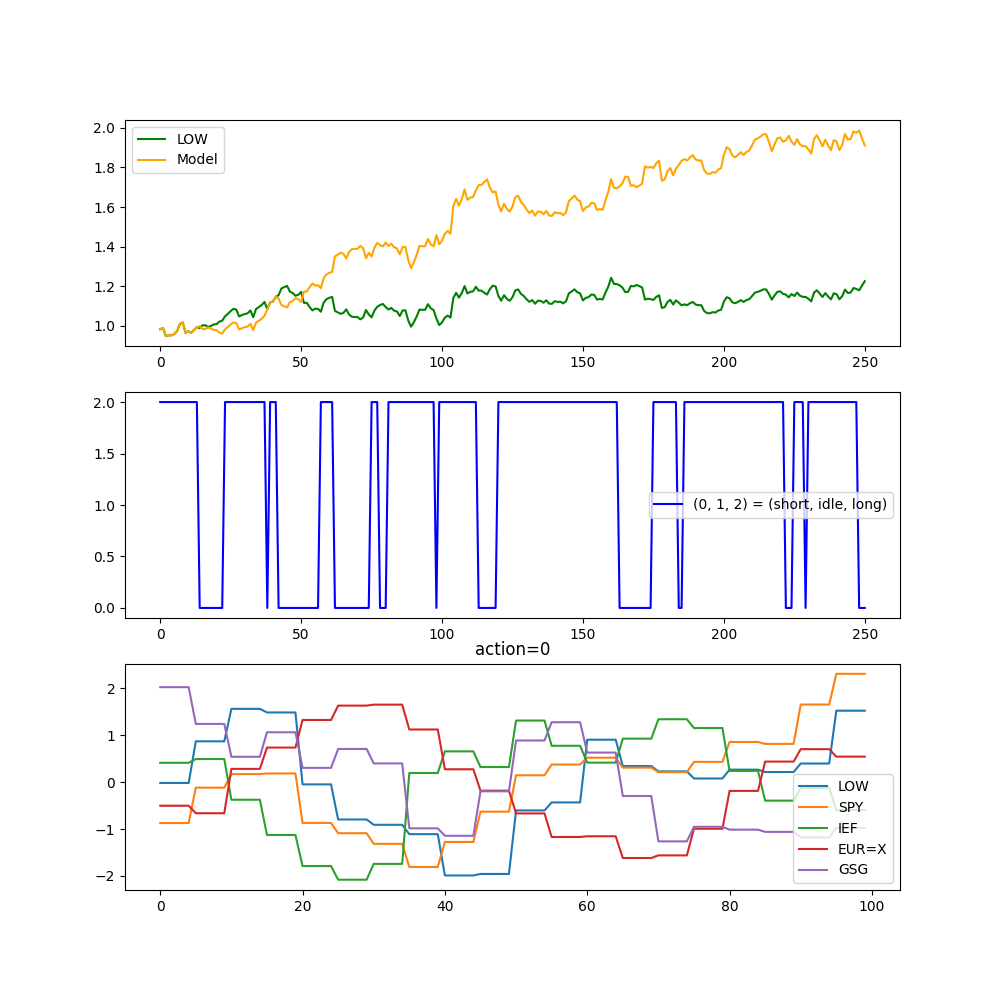 2.0
1.8
1.6
1.4
1.2
1.0
LOW
Model
0 50 100 150 200 250
2.0
1.5
1.0
0.5
0.0
(0, 1, 2) = (short, idle, long)
0 50 100 150 200 250
action=0
2
1
0
−1
−2
LOW
SPY
IEF
EUR=X
GSG
0 20 40 60 80 100